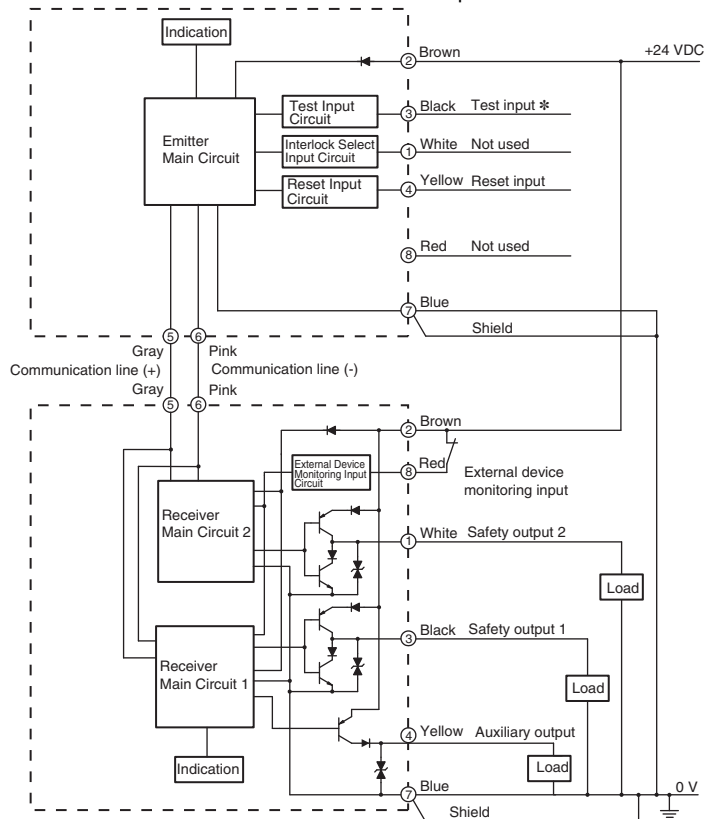 Indication
② Brown
+24 VDC
Test Input
Circuit
③ Black Test input *
Emitter
Main Circuit
Interlock Select
Input Circuit
① White Not used
Reset Input
Circuit
④ Yellow Reset input
⑧ Red Not used
⑦ Blue
Shield
⑤ ⑥
Gray Pink
Communication line (+) Communication line (-)
Gray Pink
⑤ ⑥
② Brown
External Device
Monitoring Input
Circuit
⑧ Red
External device
monitoring input
Receiver
Main Circuit 2
① White Safety output 2
Load
③ Black Safety output 1
Receiver
Main Circuit 1
Load
④ Yellow Auxiliary output
Indication
Load
⑦ Blue
0 V
Shield